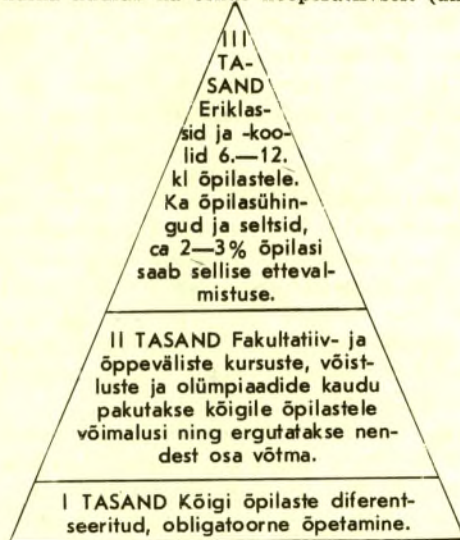 III
TA-
SAND
Eriklas-
sid ja -koo-
lid 6.—12.
kl õpilastele.
Ka õpilasühin-
gud ja seltsid,
ca 2—3% õpilasi
saab sellise etteval-
mistuse.
II TASAND Fakultatiiv- ja
õppeväliste kursuste, võist-
luste ja olümpiaadide kaudu
pakutakse kõigile õpilastele
võimalusi ning ergutatakse nen-
dest osa võtma.
I TASAND Kõigi õpilaste diferent-
seeritud, obligatoorne õpetamine.